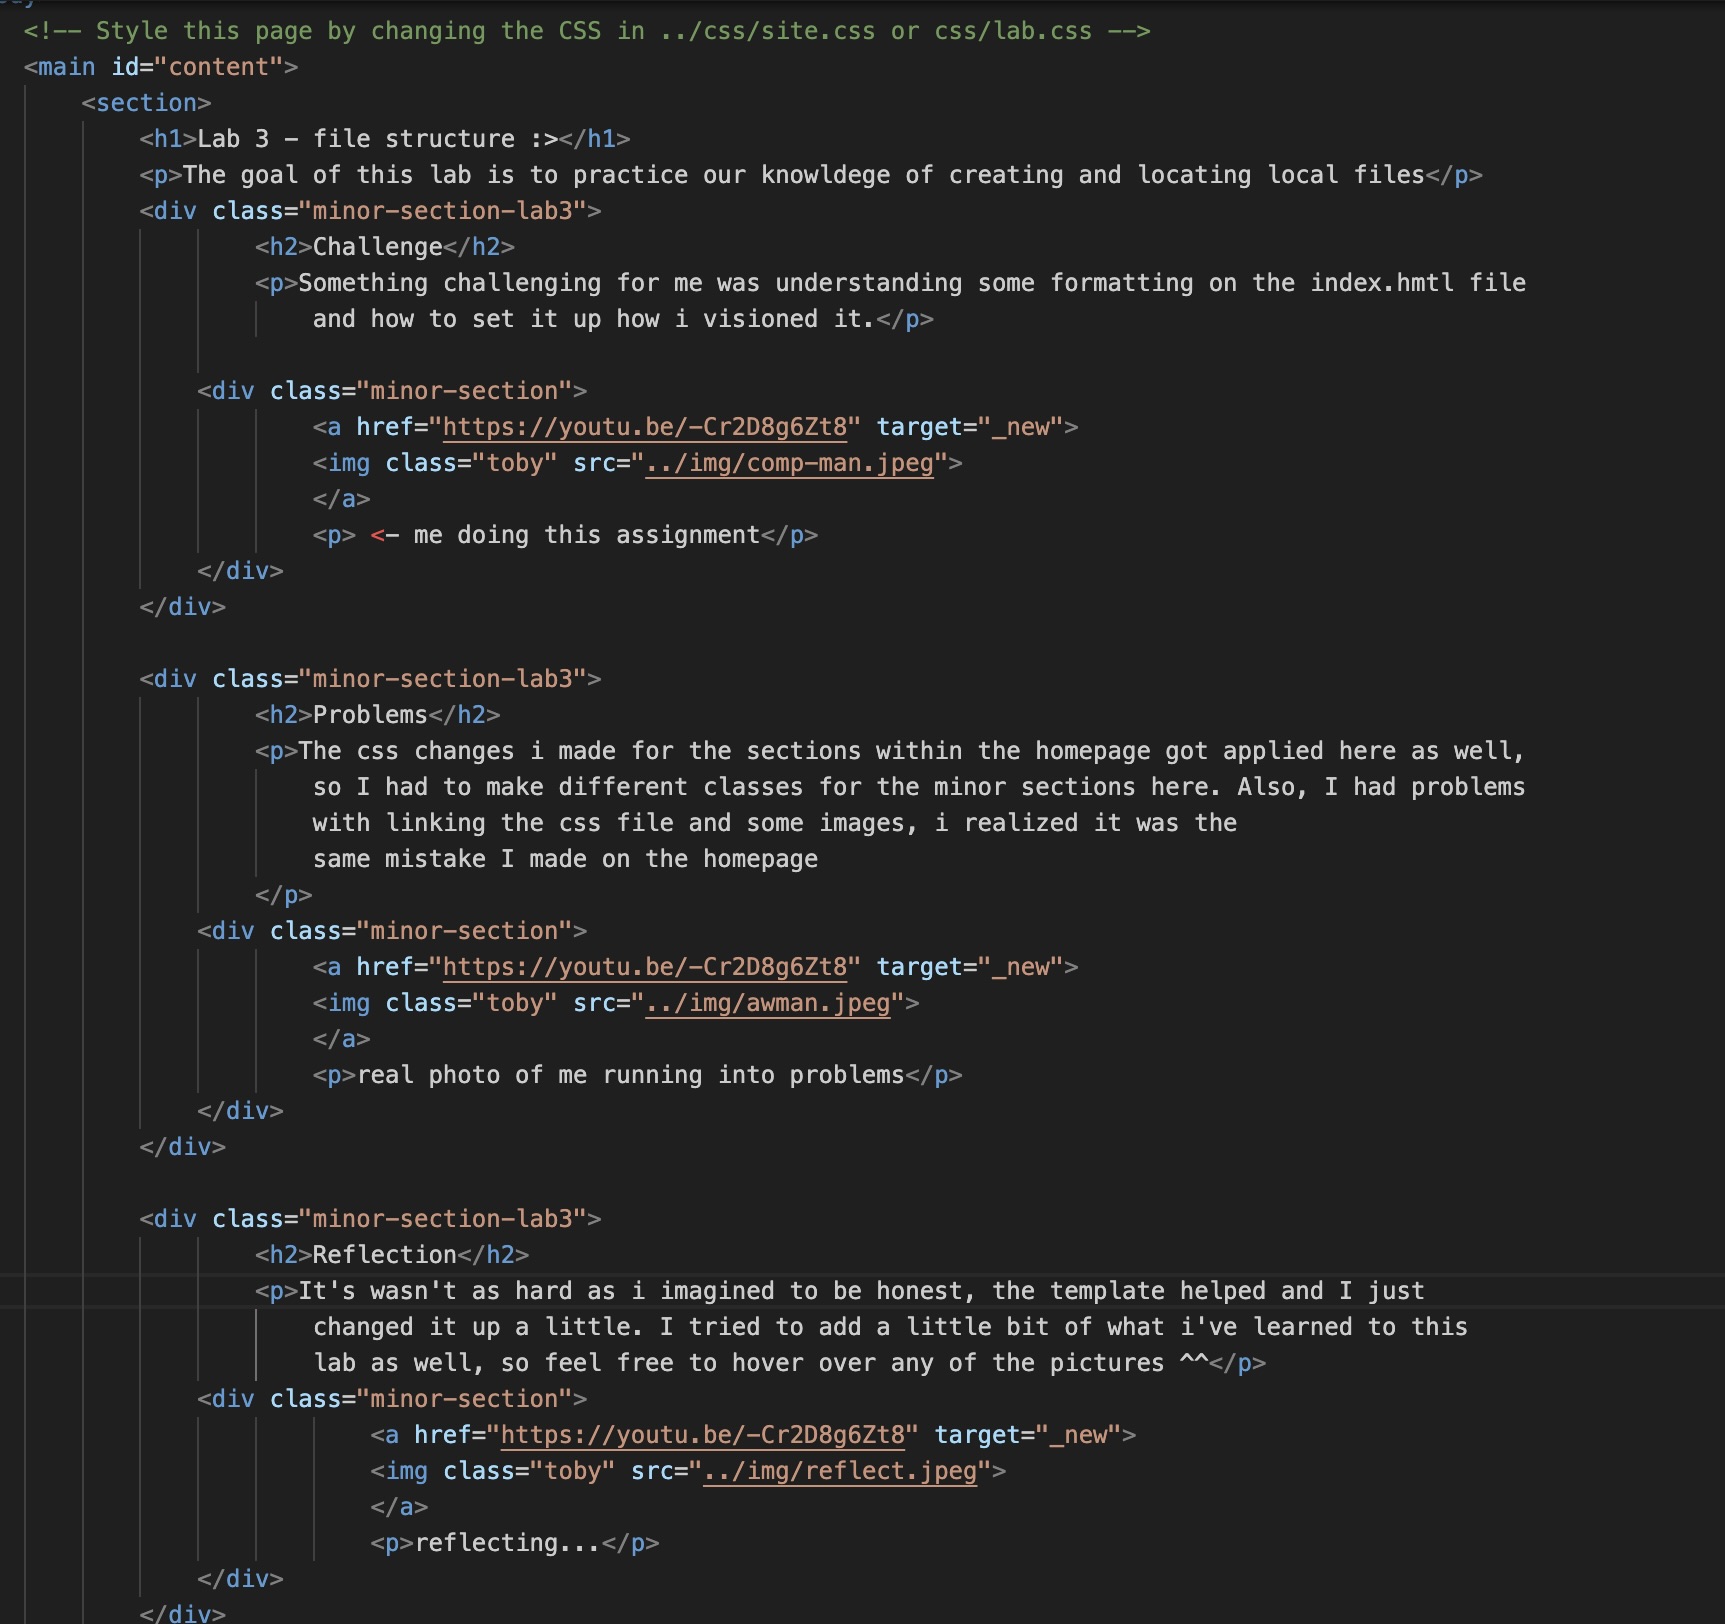 <!-- Style this page by changing the CSS in ../css/site.css or css/lab.css -->
<main id="content">
<section>
<h1>Lab 3 - file structure :></h1>
<p>The goal of this lab is to practice our knowldege of creating and locating local files</p>
<div class="minor-section-lab3">
<h2>Challenge</h2>
<p>Something challenging for me was understanding some formatting on the index.hmtl file
and how to set it up how i visioned it.</p>
<div class="minor-section">
<a href="https://youtu.be/-Cr2D8g6Zt8" target="_new">
<img class="toby" src="../img/comp-man.jpeg">
</a>
<p> <- me doing this assignment</p>
</div>
</div>
<div class="minor-section-lab3">
<h2>Problems</h2>
<p>The css changes i made for the sections within the homepage got applied here as well,
so I had to make different classes for the minor sections here. Also, I had problems
with linking the css file and some images, i realized it was the
same mistake I made on the homepage
</p>
<div class="minor-section">
<a href="https://youtu.be/-Cr2D8g6Zt8" target="_new">
<img class="toby" src="../img/awman.jpeg">
</a>
<p>real photo of me running into problems</p>
</div>
</div>
<div class="minor-section-lab3">
<h2>Reflection</h2>
<p>It's wasn't as hard as i imagined to be honest, the template helped and I just
changed it up a little. I tried to add a little bit of what i've learned to this
lab as well, so feel free to hover over any of the pictures ^^</p>
<div class="minor-section">
<a href="https://youtu.be/-Cr2D8g6Zt8" target="_new">
<img class="toby" src="../img/reflect.jpeg">
</a>
<p>reflecting...</p>
</div>
</div>